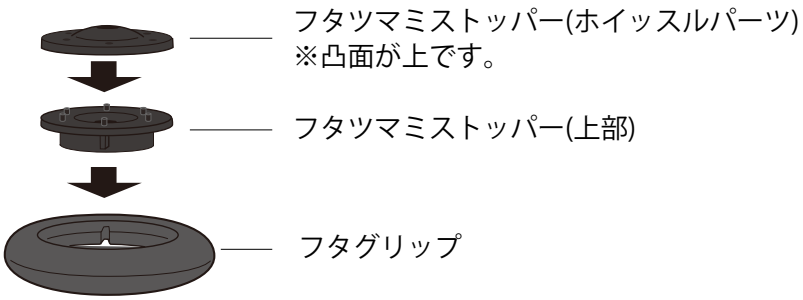 フタツマミストッパー(ホイッスルパーツ)
※凸面が上です。
フタツマミストッパー(上部)
フタグリップ